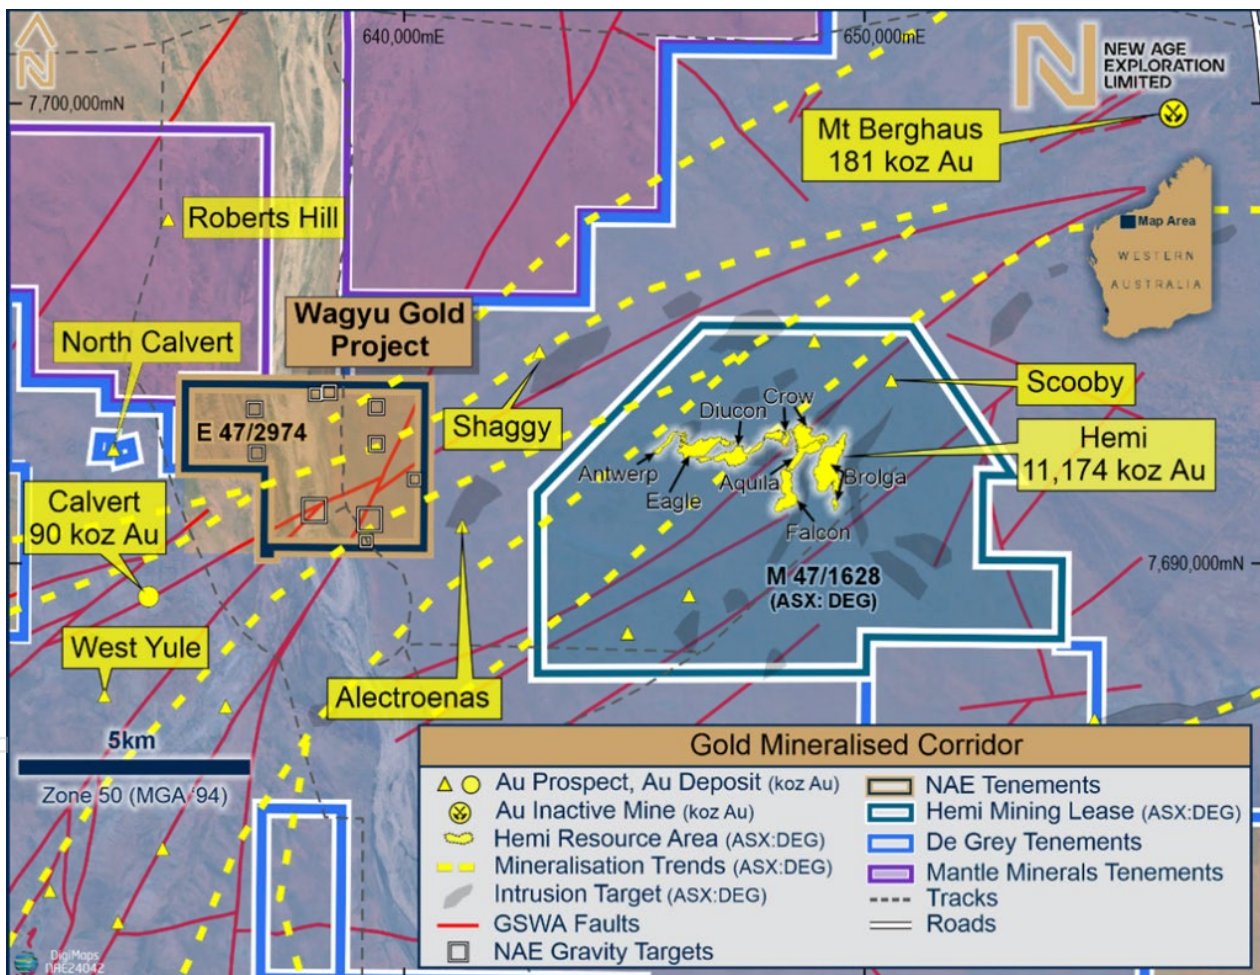 640,000mE
650,000mE
N
N
NEW AGE
EXPLORATION
LIMITED
7,700,000mN
Mt Berghaus
181 koz Au
Roberts Hill
Map Area
WESTERN
AUSTRALIA
Wagyu Gold
Project
North Calvert
E 47/2974
Shaggy
Scooby
Crow
Diucon
Hemi
11,174 koz Au
Antwerp
Eagle
Aquila
Brolga
Falcon
Calvert
90 koz Au
7,690,000mN
M 47/1628
(ASX: DEG)
West Yule
Alectroenas
5km
Zone 50 (MGA '94)
Gold Mineralised Corridor
Au Prospect, Au Deposit (koz Au)
Au Inactive Mine (koz Au)
Hemi Resource Area (ASX:DEG)
Mineralisation Trends (ASX:DEG)
Intrusion Target (ASX:DEG)
GSWA Faults
NAE Gravity Targets
NAE Tenements
Hemi Mining Lease (ASX:DEG)
De Grey Tenements
Mantle Minerals Tenements
Tracks
Roads
DigiMaps
NAE24042